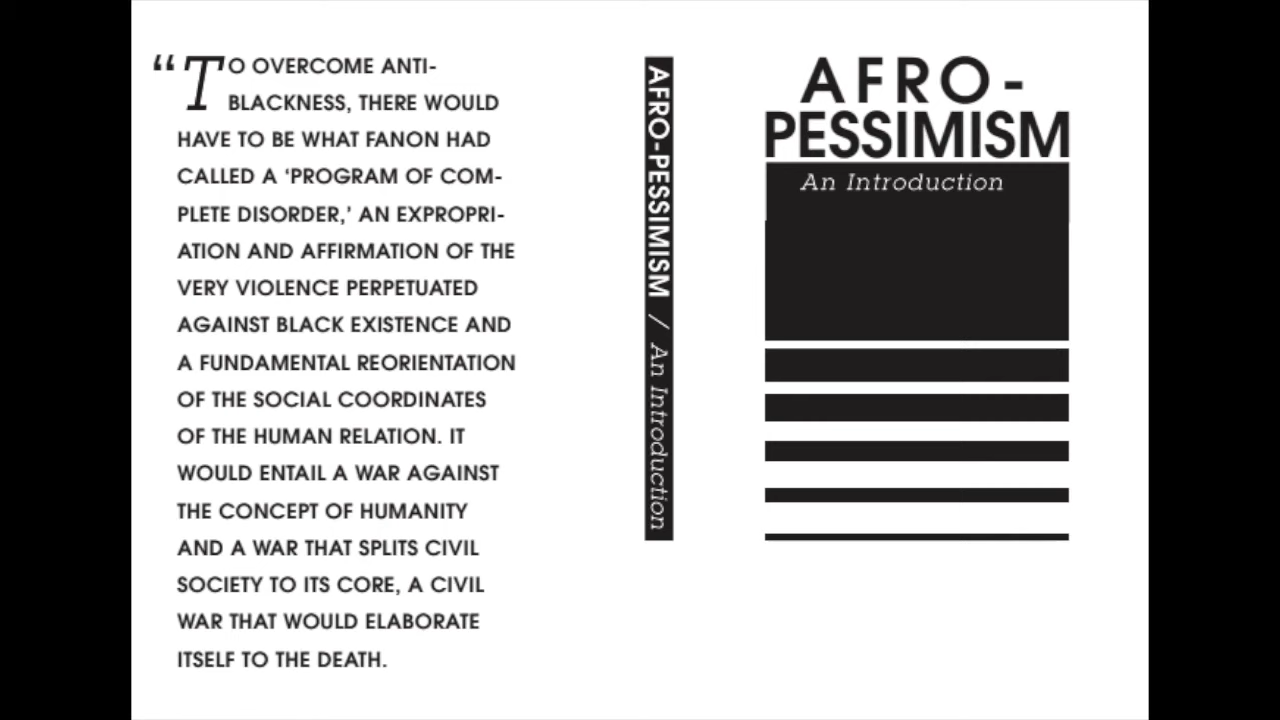 “TO OVERCOME ANTI-
BLACKNESS, THERE WOULD
HAVE TO BE WHAT FANON HAD
CALLED A ‘PROGRAM OF COM-
PLETE DISORDER,’ AN EXPROPRI-
ATION AND AFFIRMATION OF THE
VERY VIOLENCE PERPETUATED
AGAINST BLACK EXISTENCE AND
A FUNDAMENTAL REORIENTATION
OF THE SOCIAL COORDINATES
OF THE HUMAN RELATION. IT
WOULD ENTAIL A WAR AGAINST
THE CONCEPT OF HUMANITY
AND A WAR THAT SPLITS CIVIL
SOCIETY TO ITS CORE, A CIVIL
WAR THAT WOULD ELABORATE
ITSELF TO THE DEATH.
AFRO-PESSIMISM / An Introduction
AFRO-
PESSIMISM
An Introduction